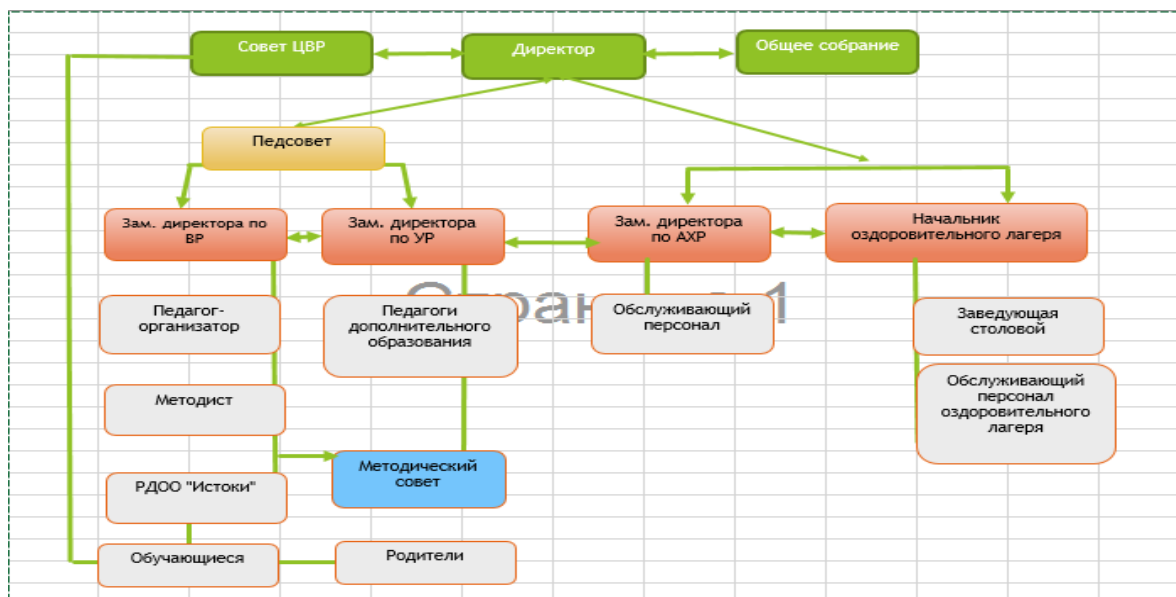 Совет ЦВР
Директор
Общее собрание
Педсовет
Зам. директора по
ВР
Зам. директора
по УР
Зам. директора
по АХР
Начальник
оздоровительного лагеря
Педагог-
организатор
Педагоги
дополнительного
образования
Обслуживающий
персонал
Заведующая
столовой
Методист
Обслуживающий
персонал
оздоровительного
лагеря
Методический
совет
РДОО "Истоки"
Обучающиеся
Родители